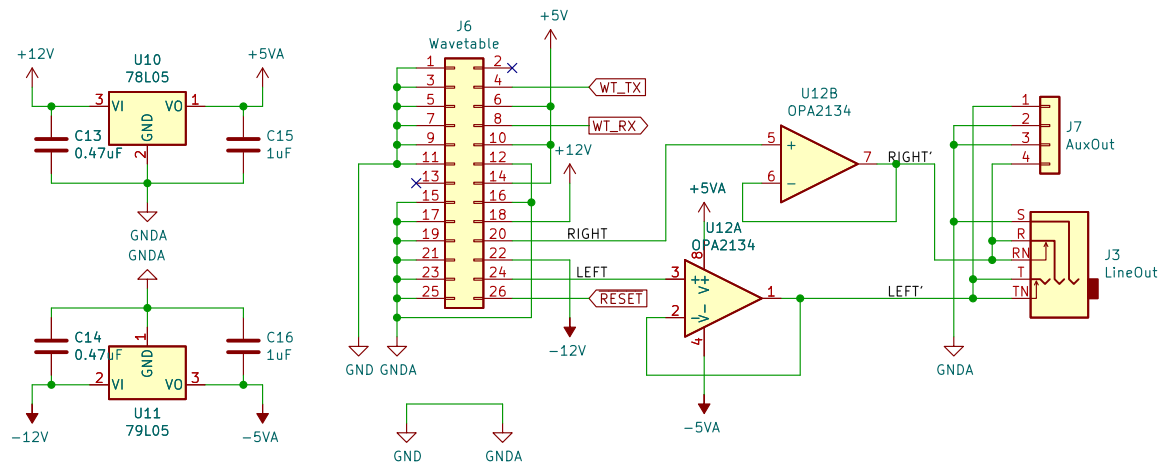 +12V
U10
78L05
+5VA
3
VI
VO
1
GND
2
C13
0.47uF
C15
1uF
GNDA
GNDA
C14
0.47uF
C16
1uF
1
GND
2
VI
VO
3
U11
79L05
-12V
-5VA
J6
Wavetable
+5V
1
2
3
4
WT_TX
5
6
7
8
WT_RX
9
10
+12V
11
12
13
14
15
16
17
18
19
20
RIGHT
21
22
23
24
LEFT
25
26
RESET
GND
GNDA
-12V
GND
GNDA
U12B
OPA2134
5
+
6
-
7
RIGHT'
+5VA
U12A
OPA2134
8
V+
3
+
2
-
V-
4
1
LEFT'
-5VA
1
2
3
4
J7
AuxOut
S
R
RN
T
TN
J3
LineOut
GNDA